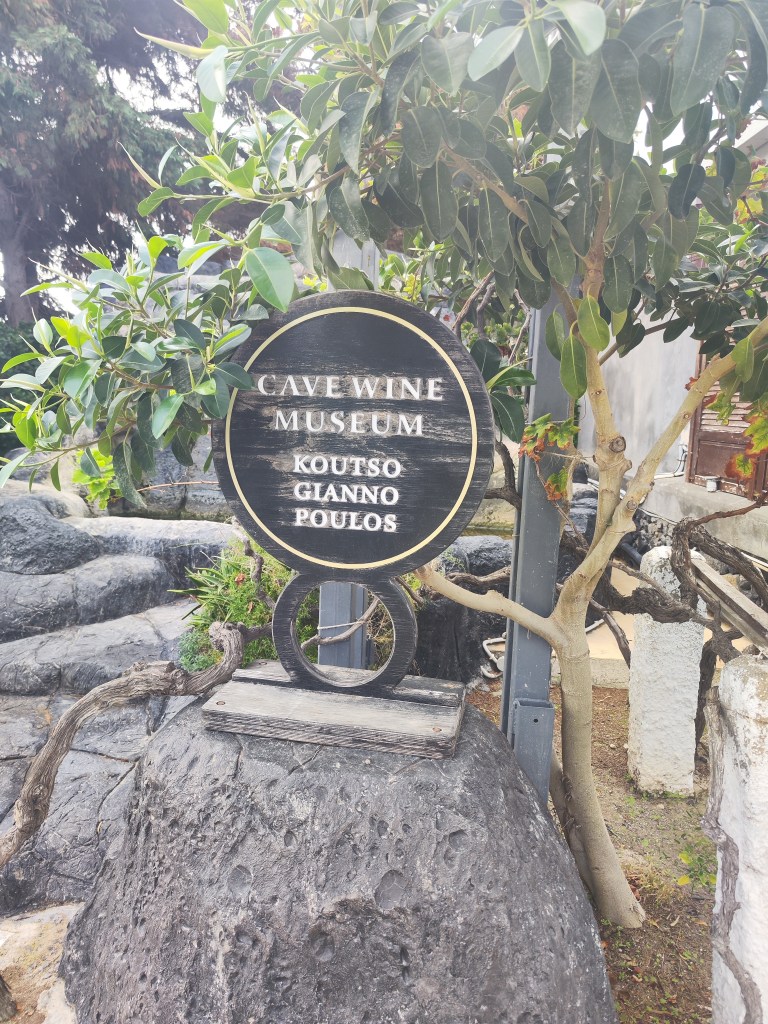 CAVE WINE
MUSEUM
KOUTSO
GIANNO
POULOS